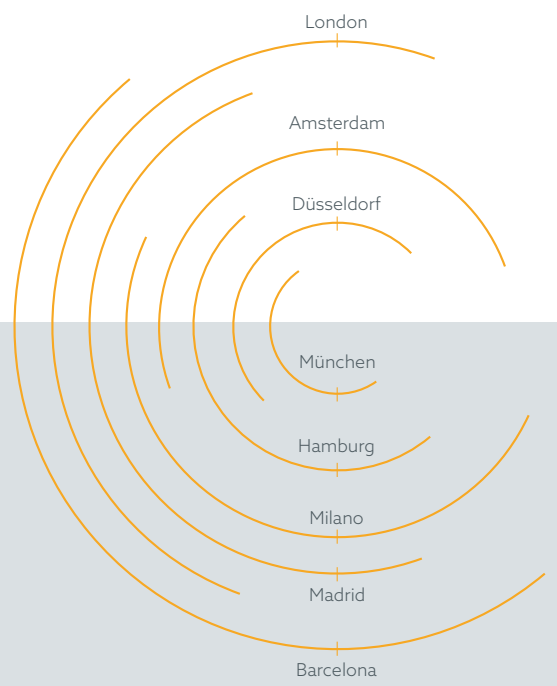 London
Amsterdam
Düsseldorf
München
Hamburg
Milano
Madrid
Barcelona